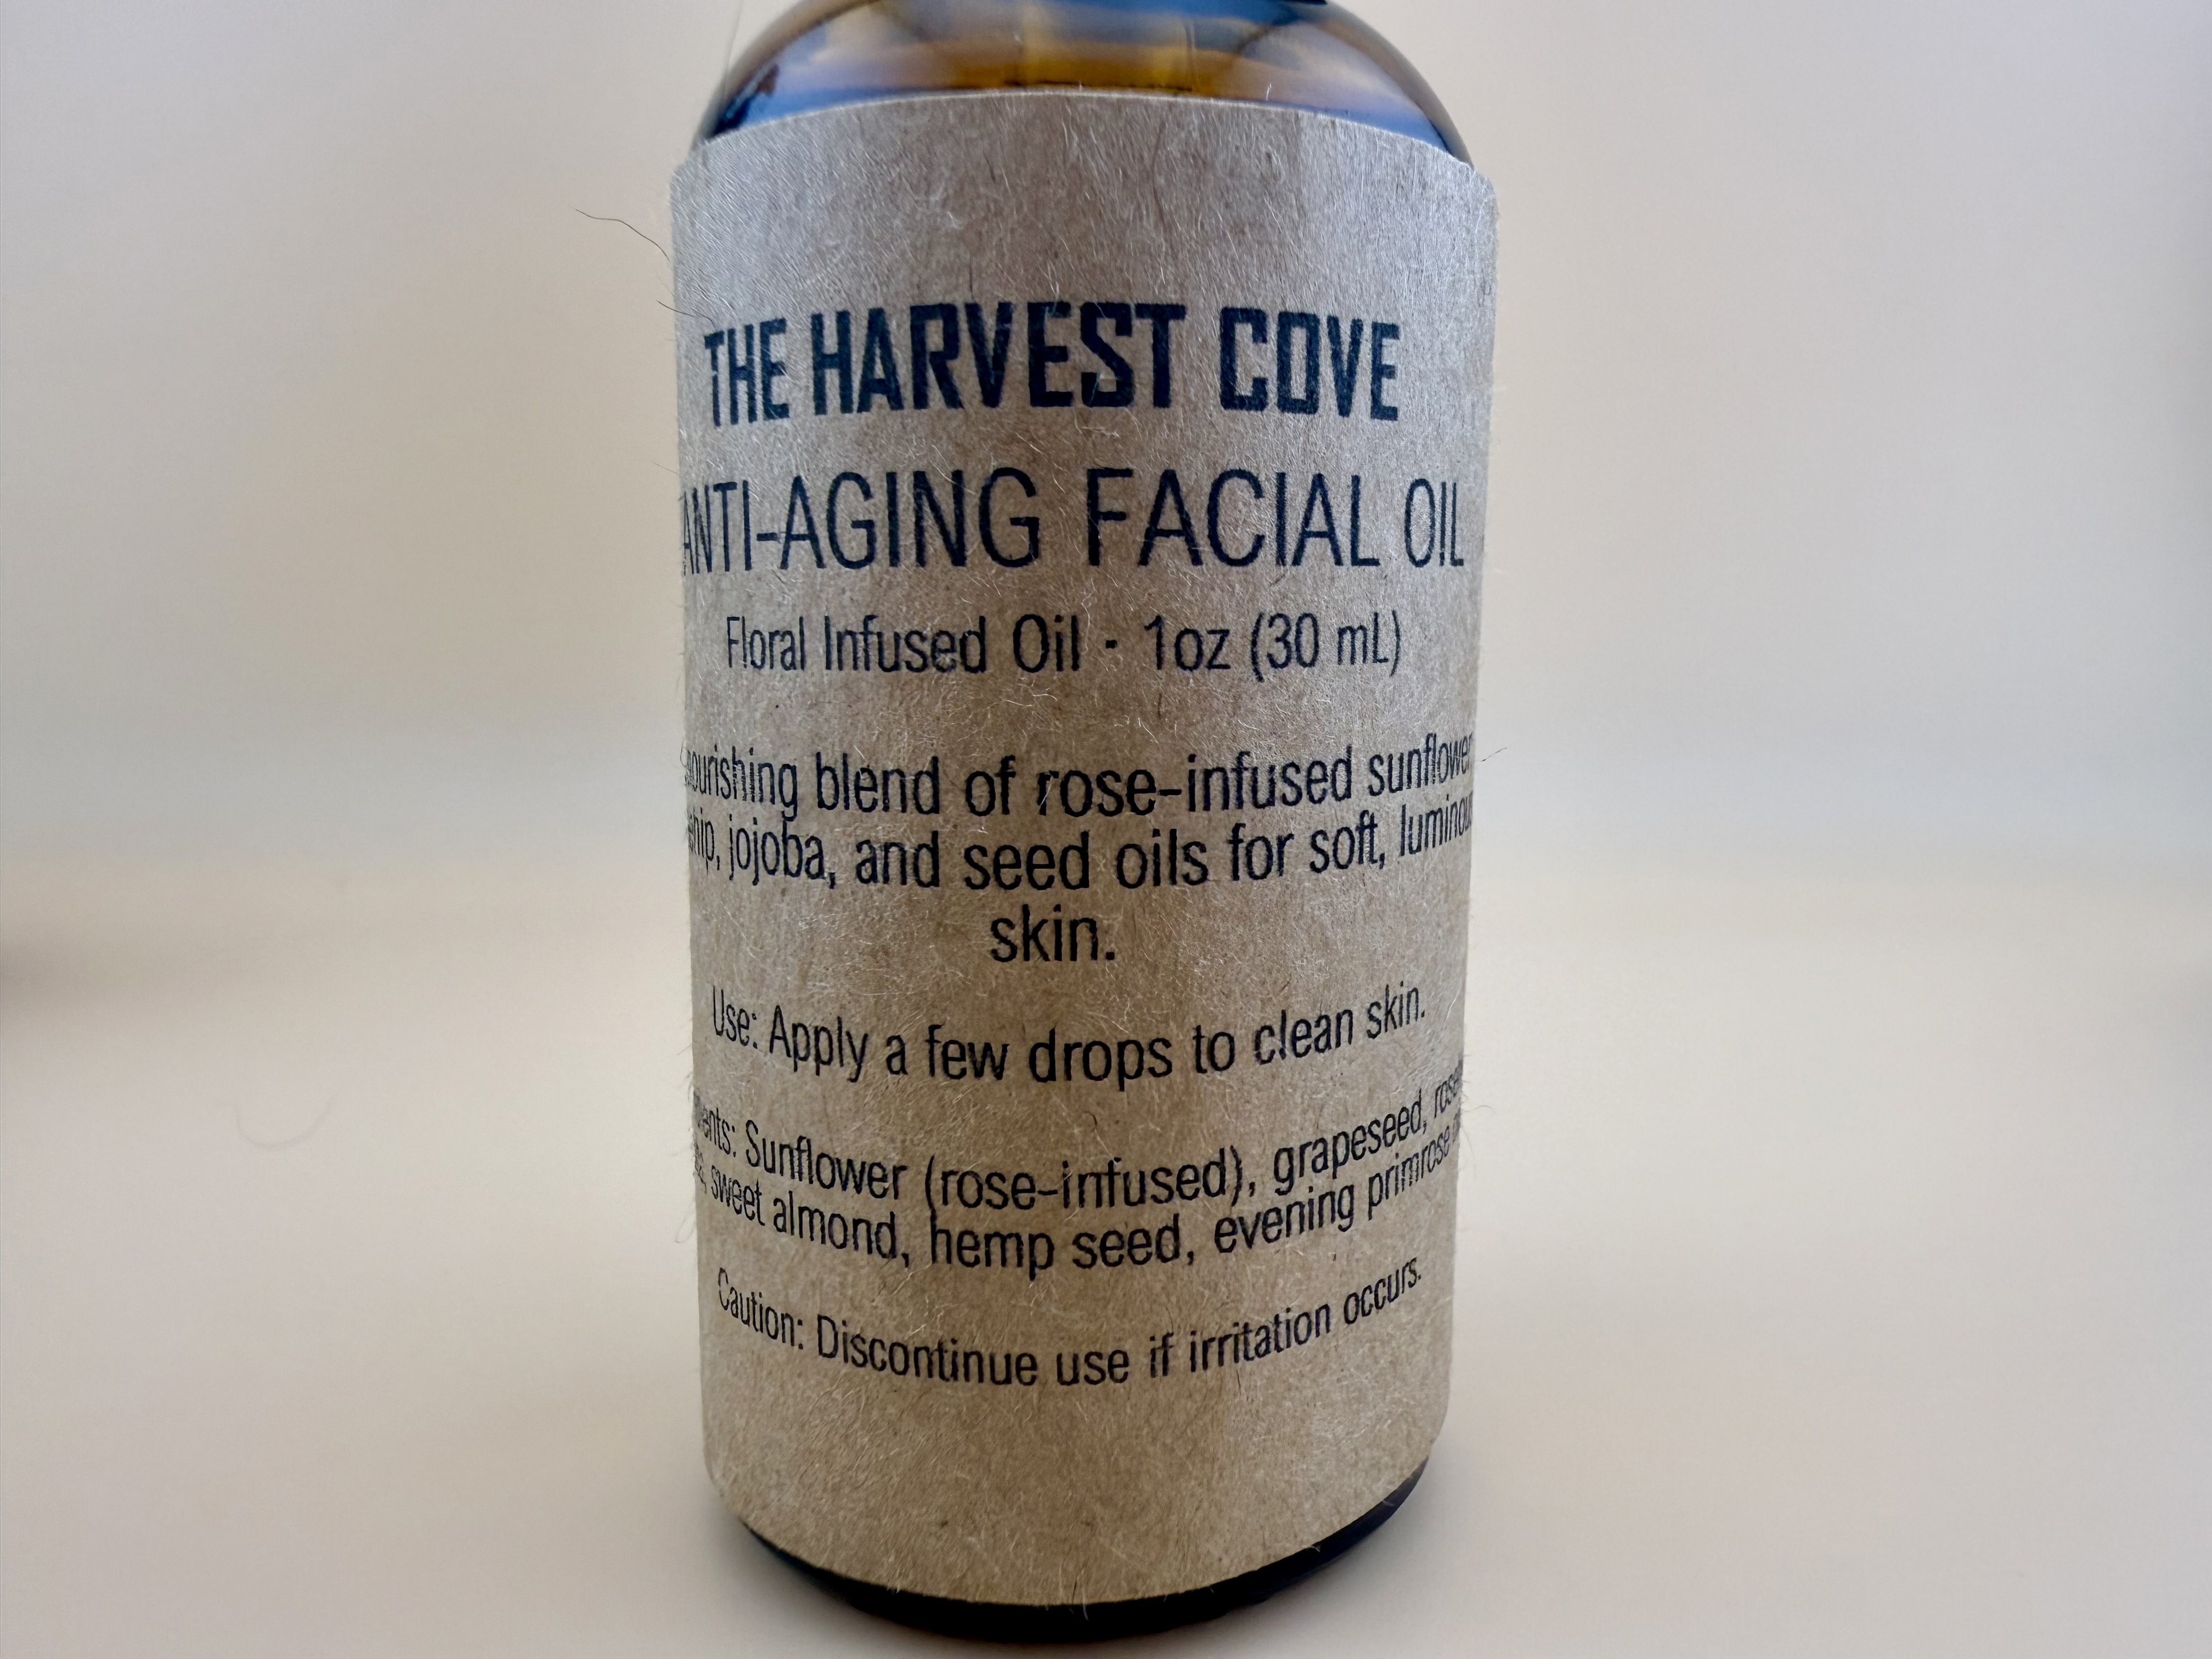 THE HARVEST COVE
ANTI-AGING FACIAL OIL
Floral Infused Oil · 1oz (30 mL)
blend of rose-infused sunflower
jojoba, and seed oils for soft,
skin.
Use: Apply a few drops to clean skin.
Sunflower (rose-infused), grapeseed,
sweet almond, hemp seed, evening primrose
Caution: Discontinue use if irritation occurs.